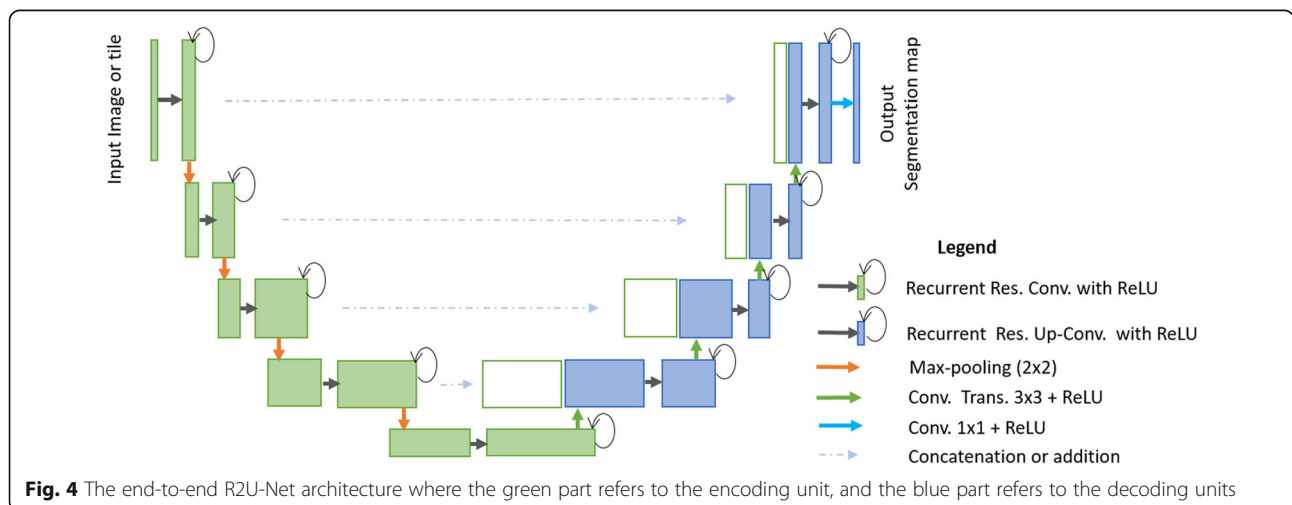 Input Image or tile
Output
Segmentation map
Legend
Recurrent Res. Conv. with ReLU
Recurrent Res. Up-Conv. with ReLU
Max-pooling (2x2)
Conv. Trans. 3x3 + ReLU
Conv. 1x1 + ReLU
Concatenation or addition
Fig. 4 The end-to-end R2U-Net architecture where the green part refers to the encoding unit, and the blue part refers to the decoding units